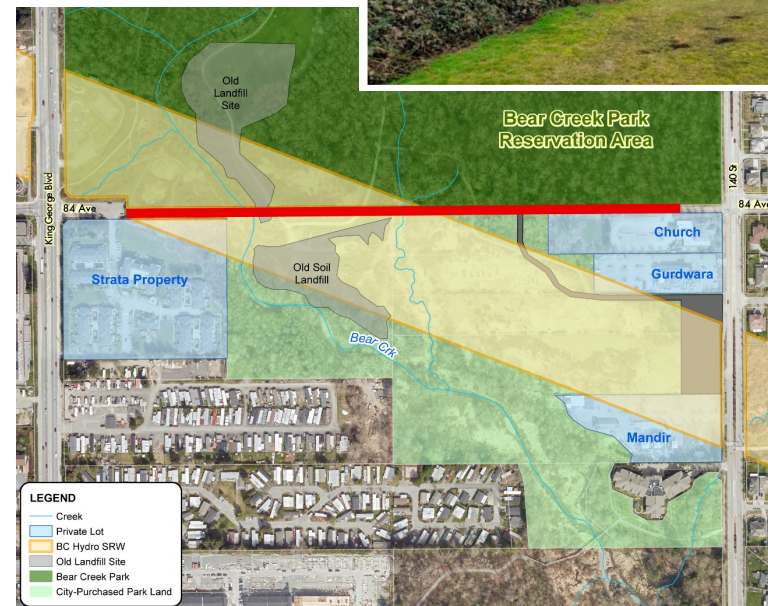 Old
Landfill
Site
Bear Creek Park
Reservation Area
King George Blvd
140 St
84 Ave
84 Ave
Church
Strata Property
Old Soil
Landfill
Gurdwara
Bear Crk
Mandir
LEGEND
Creek
Private Lot
BC Hydro SRW
Old Landfill Site
Bear Creek Park
City-Purchased Park Land